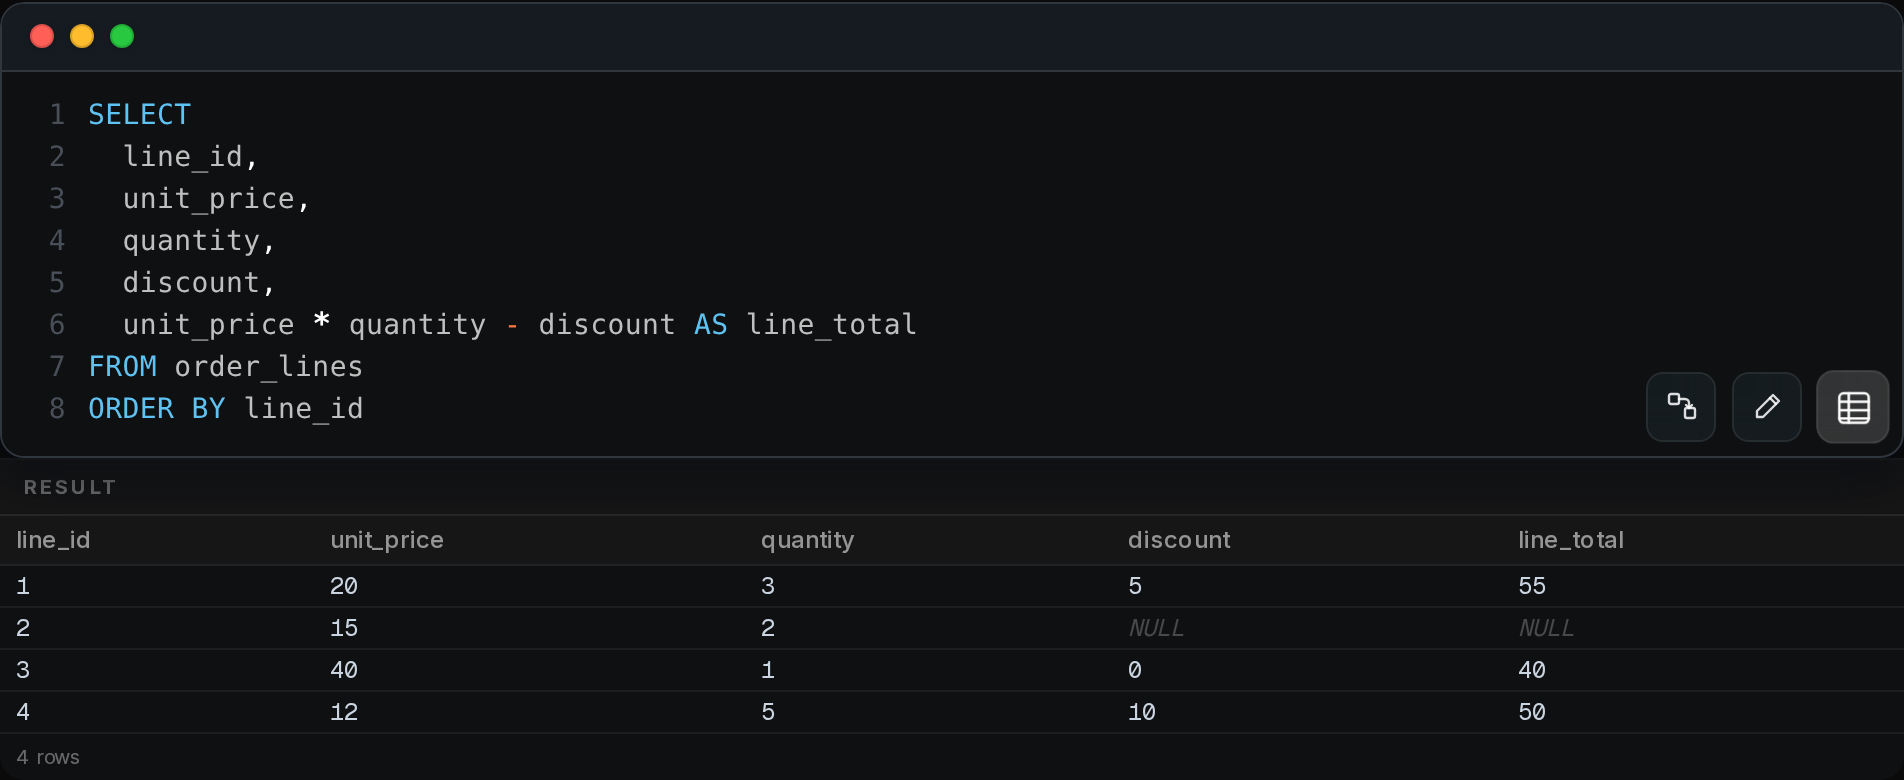 1 SELECT
2   line_id,
3   unit_price,
4   quantity,
5   discount,
6   unit_price * quantity - discount AS line_total
7 FROM order_lines
8 ORDER BY line_id
RESULT
line_id unit_price quantity discount line_total
1 20 3 5 55
2 15 2 NULL NULL
3 40 1 0 40
4 12 5 10 50
4 rows